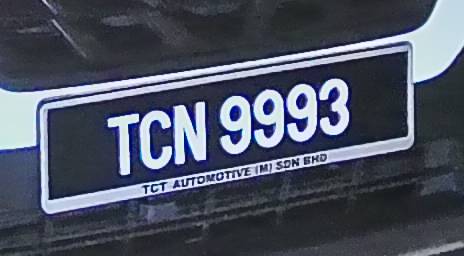 TCN 9993
TCT AUTOMOTIVE (M) SDN BHD